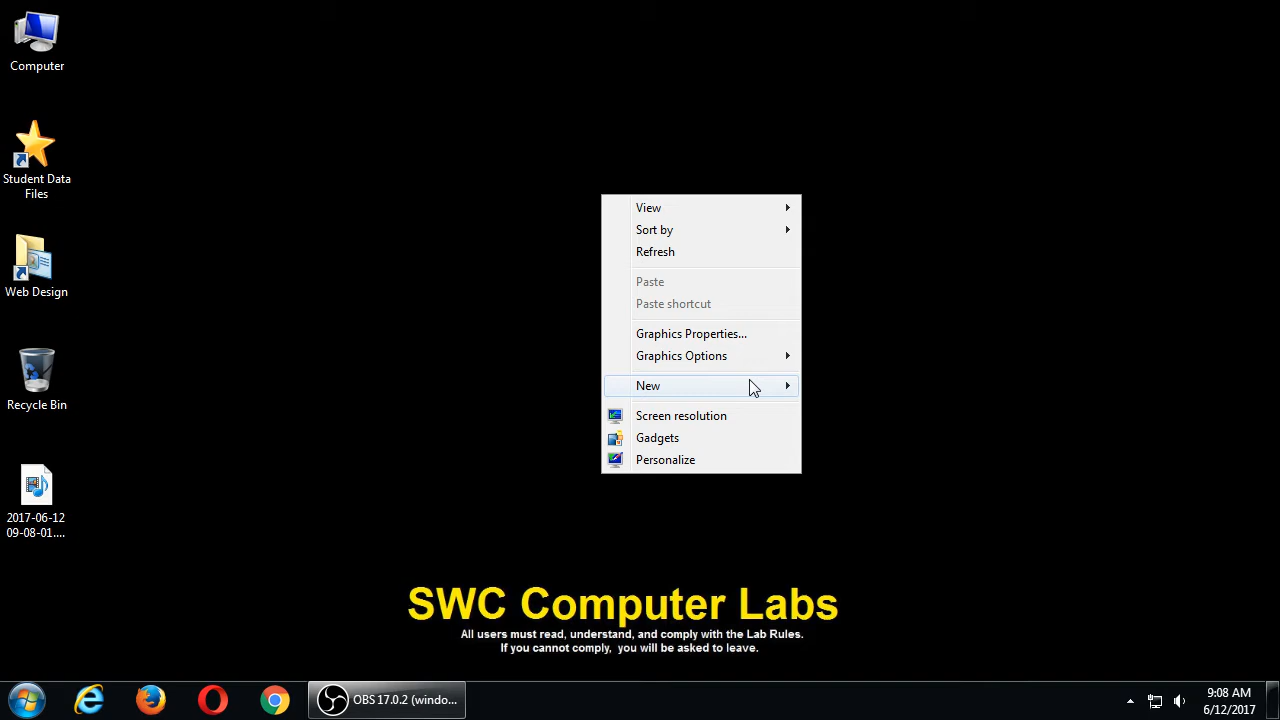 Computer
Student Data
Files
Web Design
Recycle Bin
2017-06-12
09-08-01....
View
Sort by
Refresh
Paste
Paste shortcut
Graphics Properties...
Graphics Options
New
Screen resolution
Gadgets
Personalize
SWC Computer Labs
All users must read, understand, and comply with the Lab Rules.
If you cannot comply, you will be asked to leave.
OBS 17.0.2 (windo...
9:08 AM
6/12/2017